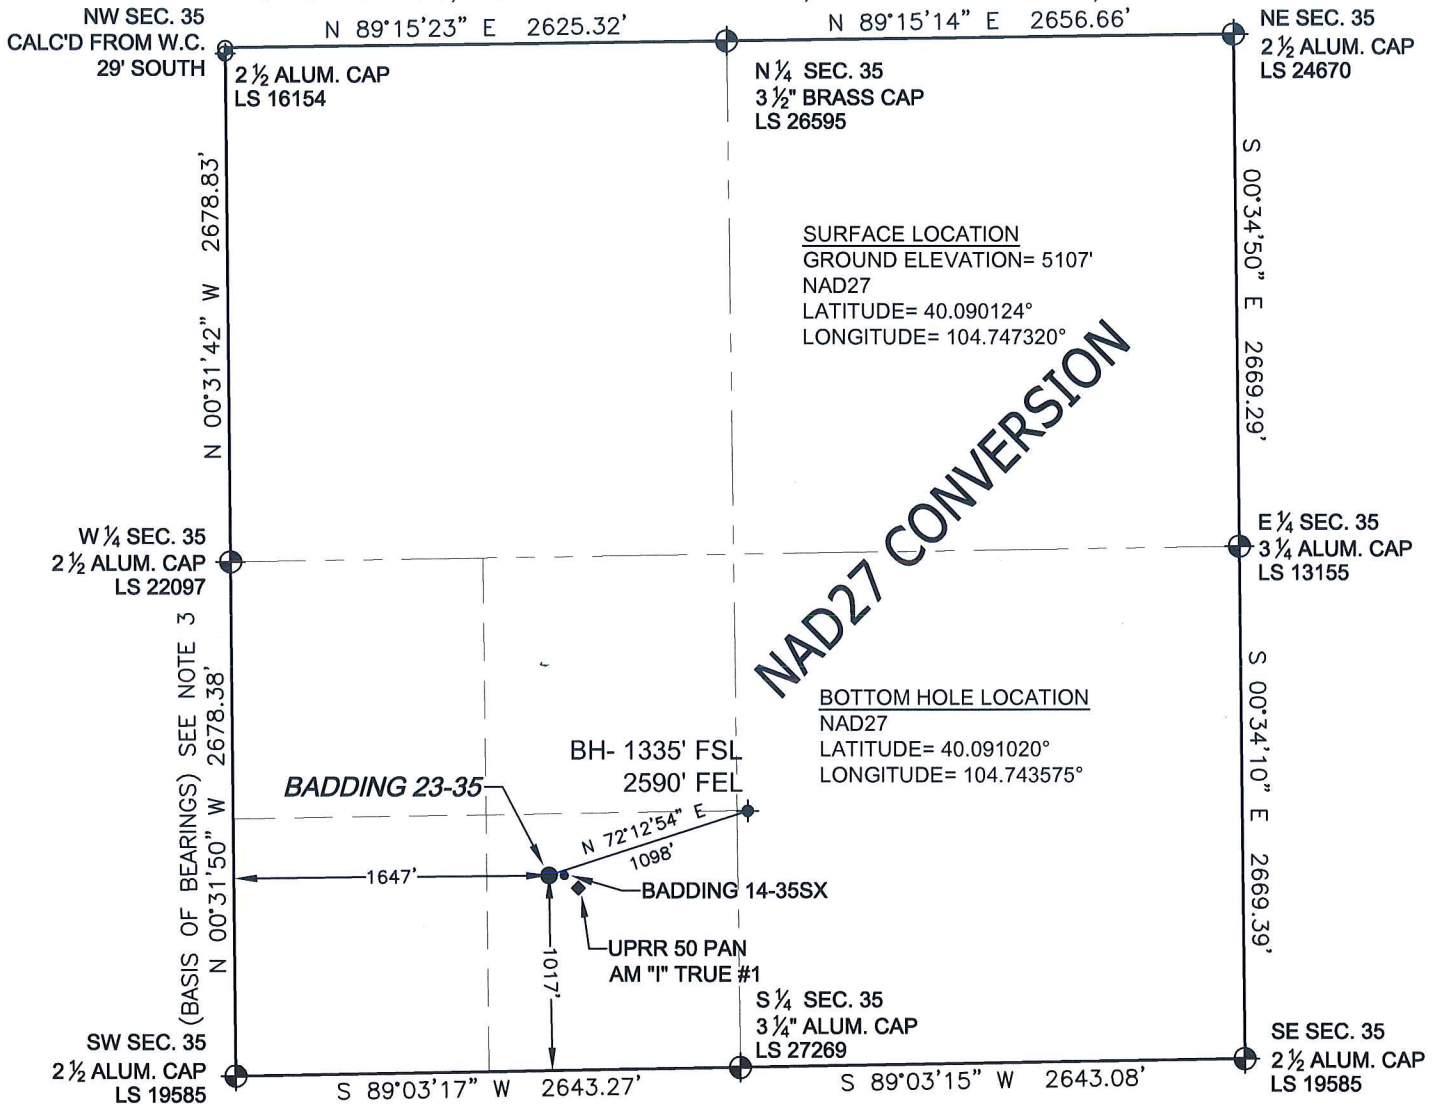 NW SEC. 35
CALC'D FROM W.C.
29' SOUTH
N 89°15'23" E 2625.32'
N 89°15'14" E 2656.66'
NE SEC. 35
2 ½ ALUM. CAP
LS 24670
2 ½ ALUM. CAP
LS 16154
N ¼ SEC. 35
3 ½" BRASS CAP
LS 26595
N 00°31'42" W 2678.83'
S 00°34'50" E 2669.29'
SURFACE LOCATION
GROUND ELEVATION= 5107'
NAD27
LATITUDE= 40.090124°
LONGITUDE= 104.747320°
NAD27 CONVERSION
W ¼ SEC. 35
2 ½ ALUM. CAP
LS 22097
E ¼ SEC. 35
3 ¼ ALUM. CAP
LS 13155
(BASIS OF BEARINGS) SEE NOTE 3
N 00°31'50" W 2678.38'
S 00°34'10" E 2669.39'
BOTTOM HOLE LOCATION
NAD27
LATITUDE= 40.091020°
LONGITUDE= 104.743575°
BH- 1335' FSL
2590' FEL
BADDING 23-35
N 72°12'54" E
1098'
1647'
BADDING 14-35SX
UPRR 50 PAN
AM "I" TRUE #1
1017'
S ¼ SEC. 35
3 ¼" ALUM. CAP
LS 27269
SW SEC. 35
2 ½ ALUM. CAP
LS 19585
S 89°03'17" W 2643.27'
S 89°03'15" W 2643.08'
SE SEC. 35
2 ½ ALUM. CAP
LS 19585